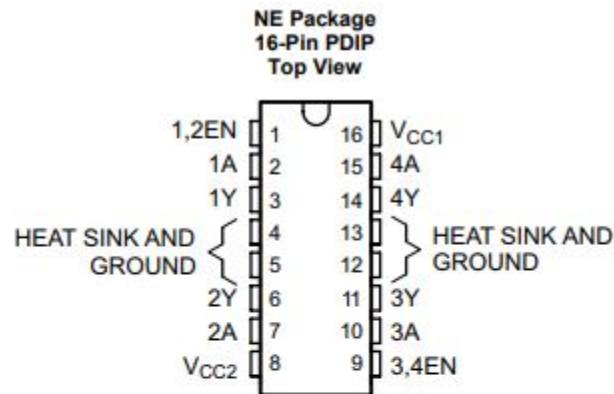 NE Package
16-Pin PDIP
Top View
1,2EN 1 16 VCC1
1A 2 15 4A
1Y 3 14 4Y
HEAT SINK AND 4 13 HEAT SINK AND
GROUND 5 12 GROUND
2Y 6 11 3Y
2A 7 10 3A
VCC2 8 9 3,4EN